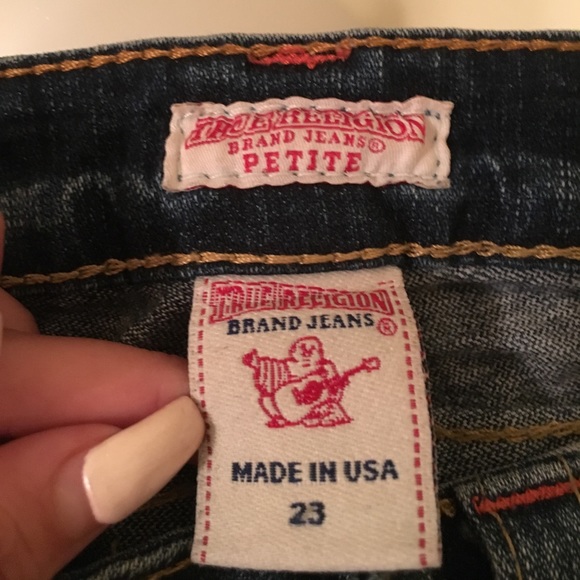 TRUE RELIGION
BRAND JEANS®
PETITE
TRUE RELIGION
BRAND JEANS®
MADE IN USA
23